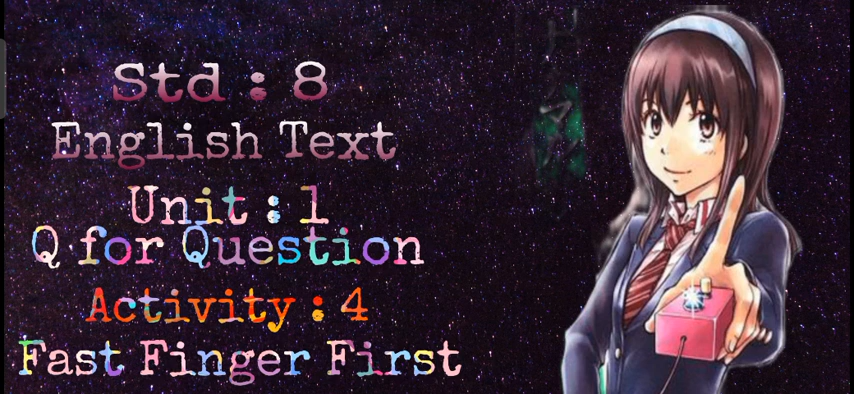 Std : 8
English Text
Unit : 1
Q for Question
Activity : 4
Fast Finger First